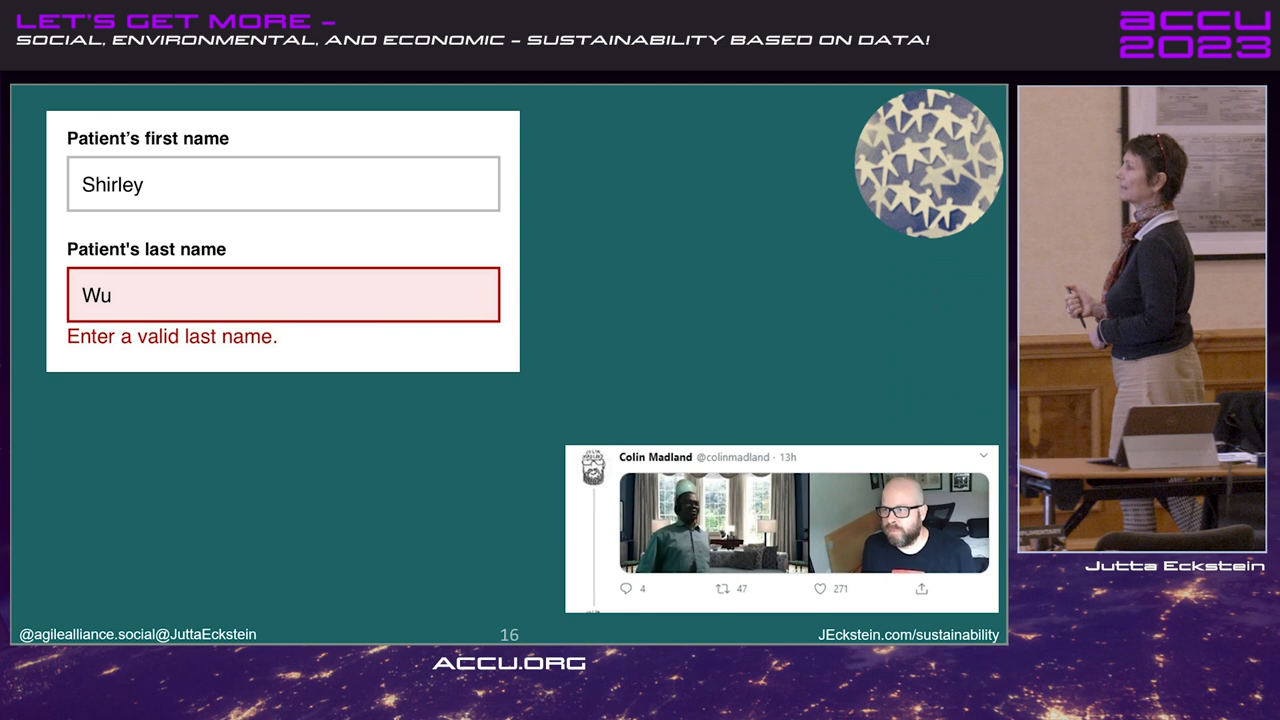 LET'S GET MORE –
SOCIAL, ENVIRONMENTAL, AND ECONOMIC – SUSTAINABILITY BASED ON DATA!
ACCU
2023
Patient's first name
Shirley
Patient's last name
Wu
Enter a valid last name.
Colin Madland @colinmadland · 13h
4 47 271
@agilealliance.social@JuttaEckstein
16
JEckstein.com/sustainability
Jutta Eckstein
ACCU.ORG